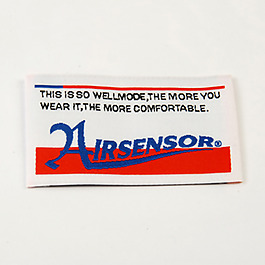 THIS IS SO WELLMODE,THE MORE YOU
WEAR IT,THE MORE COMFORTABLE.
AIRSENSOR®